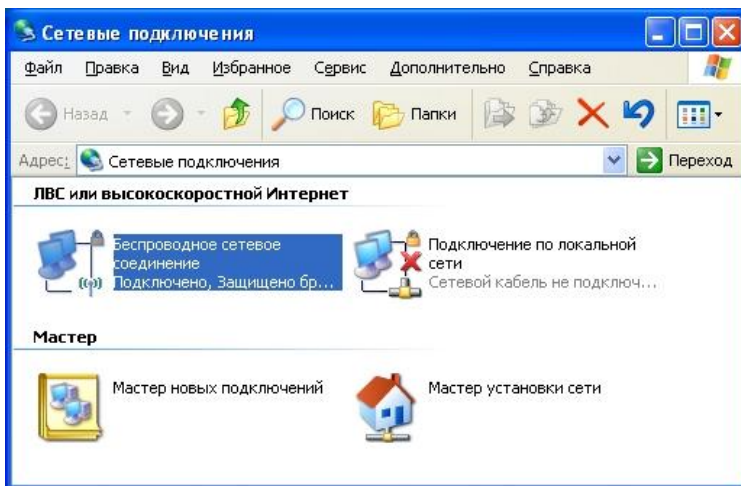 Сетевые подключения
Файл Правка Вид Избранное Сервис Дополнительно Справка
Назад Поиск Папки
Адрес: Сетевые подключения Переход
ЛВС или высокоскоростной Интернет
Беспроводное сетевое
соединение
Подключено, Защищено бр...
Подключение по локальной
сети
Сетевой кабель не подключ...
Мастер
Мастер новых подключений
Мастер установки сети